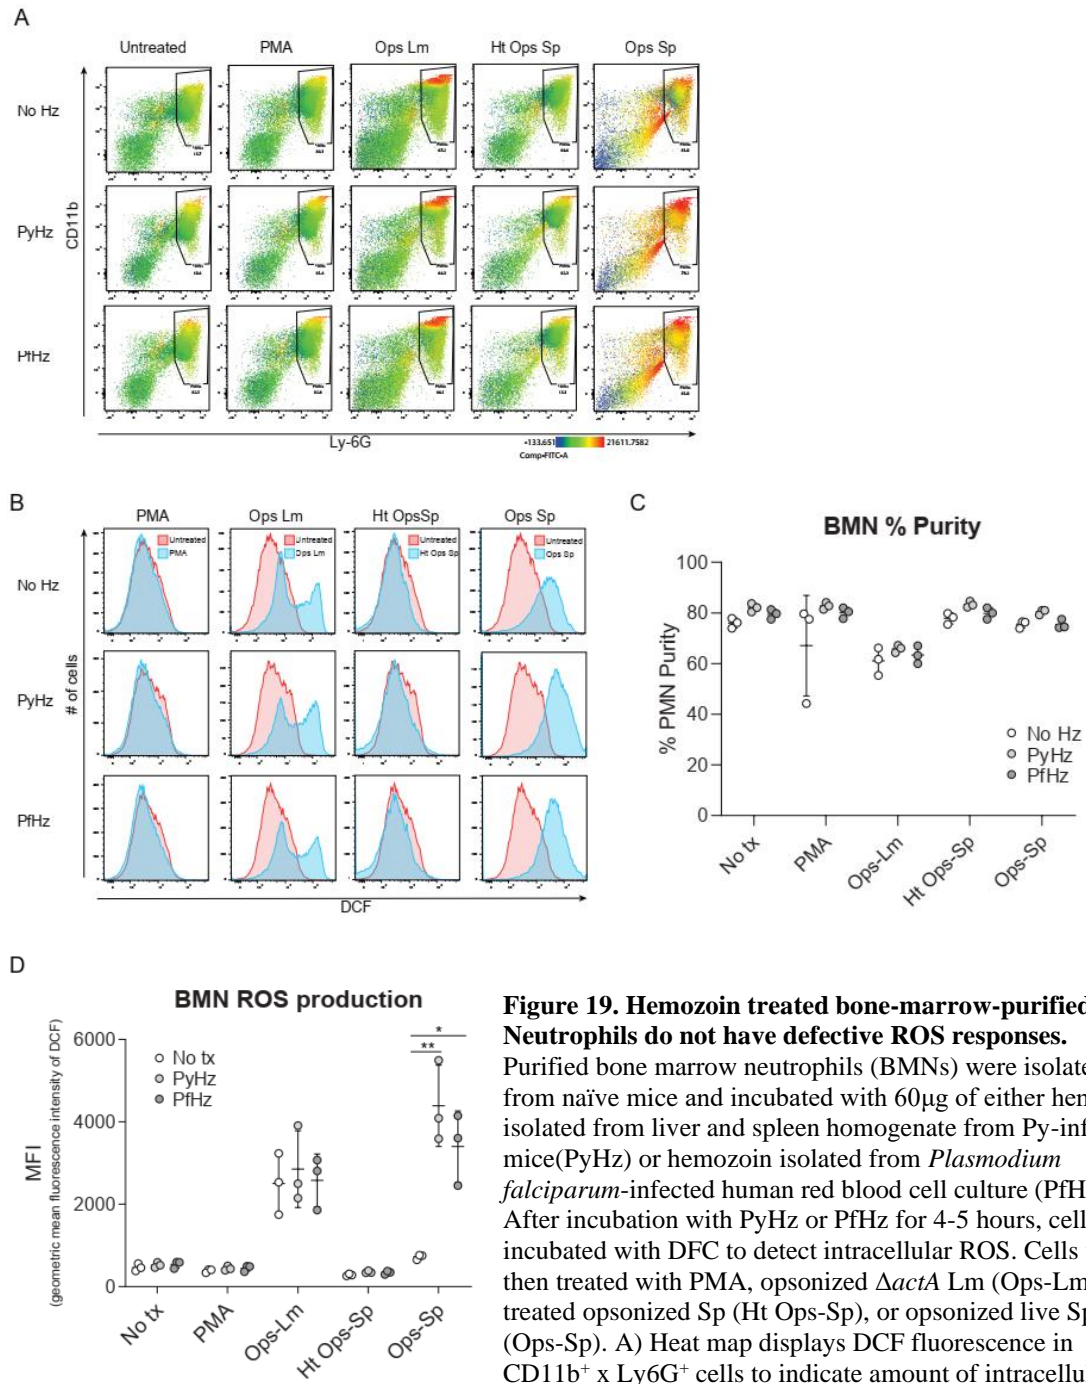 A
Untreated PMA Ops Lm Ht Ops Sp Ops Sp
No Hz
PyHz
PfHz
CD11b
Ly-6G
-133.651 21611.7582
Comp-FITC-A
B
PMA Ops Lm Ht OpsSp Ops Sp
Untreated
PMA
Untreated
Ops Lm
Untreated
Ht Ops Sp
Untreated
Ops Sp
No Hz
PyHz
PfHz
# of cells
DCF
C
BMN % Purity
% PMN Purity
100
80
60
40
20
0
No Hz
PyHz
PfHz
No tx PMA Ops-Lm Ht Ops-Sp Ops-Sp
D
BMN ROS production
MFI
(geometric mean fluorescence intensity of DCF)
6000
4000
2000
0
No tx
PyHz
PfHz
*
**
No tx PMA Ops-Lm Ht Ops-Sp Ops-Sp
Figure 19. Hemozoin treated bone-marrow-purified
Neutrophils do not have defective ROS responses.
Purified bone marrow neutrophils (BMNs) were isolate
from naïve mice and incubated with 60µg of either hem
isolated from liver and spleen homogenate from Py-inf
mice(PyHz) or hemozoin isolated from Plasmodium
falciparum-infected human red blood cell culture (PfH
After incubation with PyHz or PfHz for 4-5 hours, cell
incubated with DFC to detect intracellular ROS. Cells
then treated with PMA, opsonized ΔactA Lm (Ops-Lm
treated opsonized Sp (Ht Ops-Sp), or opsonized live Sp
(Ops-Sp). A) Heat map displays DCF fluorescence in
CD11b⁺ x Ly6G⁺ cells to indicate amount of intracellu